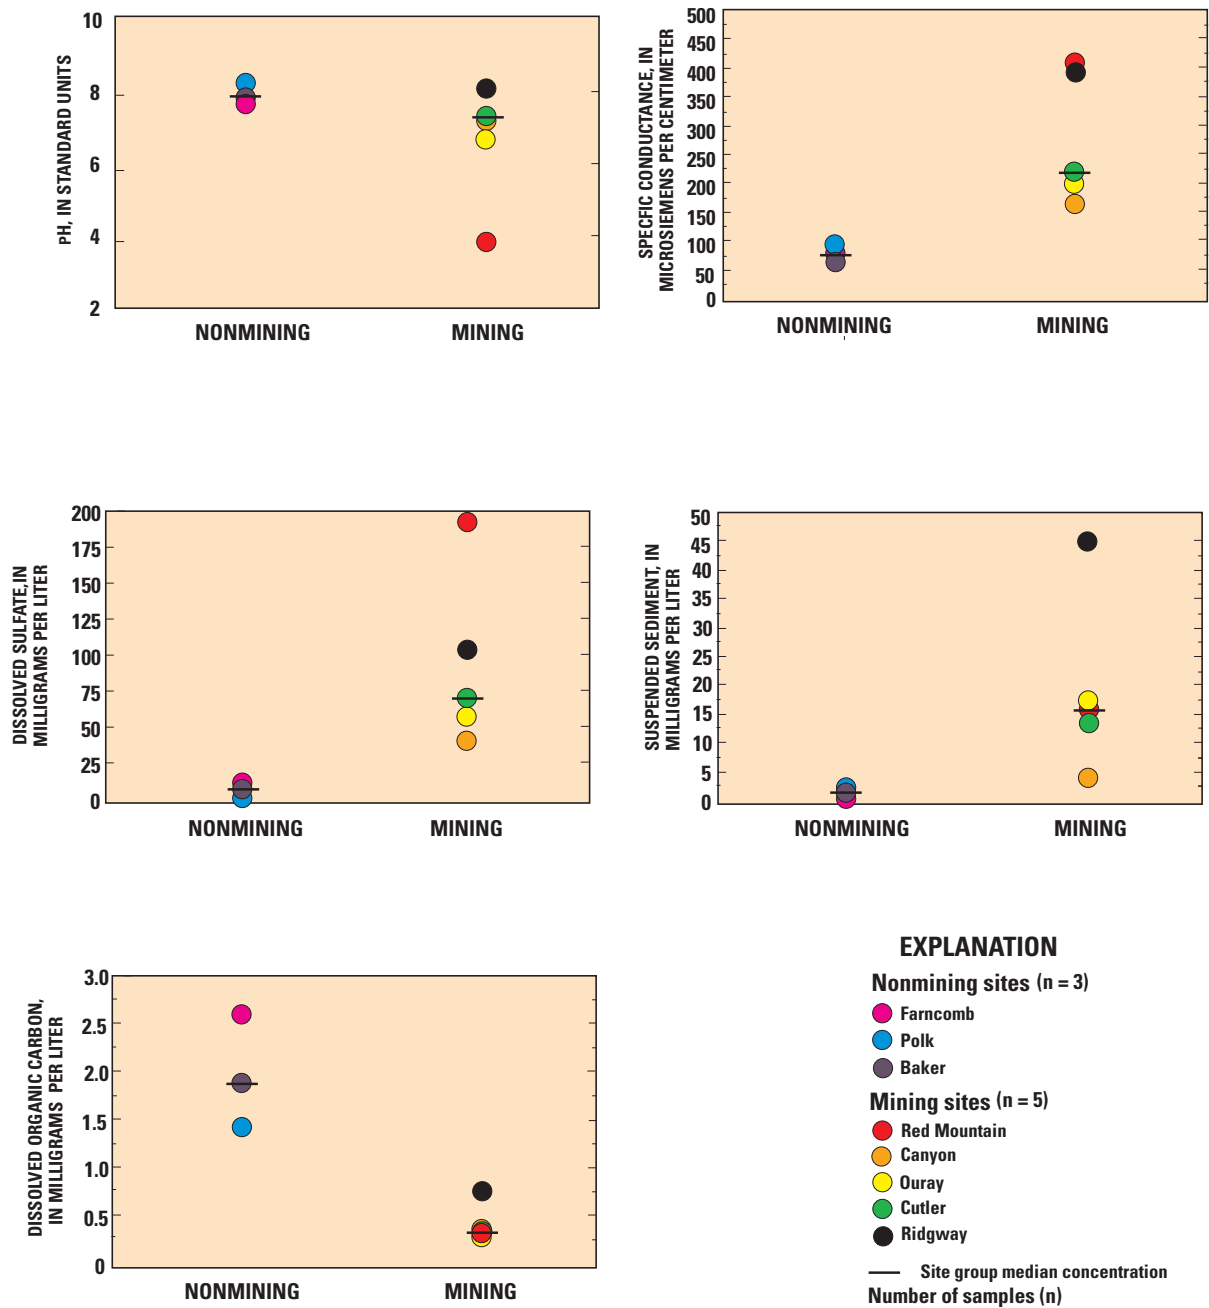 PH, IN STANDARD UNITS
10
8
6
4
2
NONMINING
MINING
SPECFIC CONDUCTANCE, IN
MICROSIEMENS PER CENTIMETER
500
450
400
350
300
250
200
150
100
50
0
NONMINING
MINING
DISSOLVED SULFATE,IN
MILLIGRAMS PER LITER
200
175
150
125
100
75
50
25
0
NONMINING
MINING
SUSPENDED SEDIMENT, IN
MILLIGRAMS PER LITER
50
45
40
35
30
25
20
15
10
5
0
NONMINING
MINING
DISSOLVED ORGANIC CARBON,
IN MILLIGRAMS PER LITER
3.0
2.5
2.0
1.5
1.0
0.5
0
NONMINING
MINING
EXPLANATION
Nonmining sites (n = 3)
Farncomb
Polk
Baker
Mining sites (n = 5)
Red Mountain
Canyon
Ouray
Cutler
Ridgway
Site group median concentration
Number of samples (n)